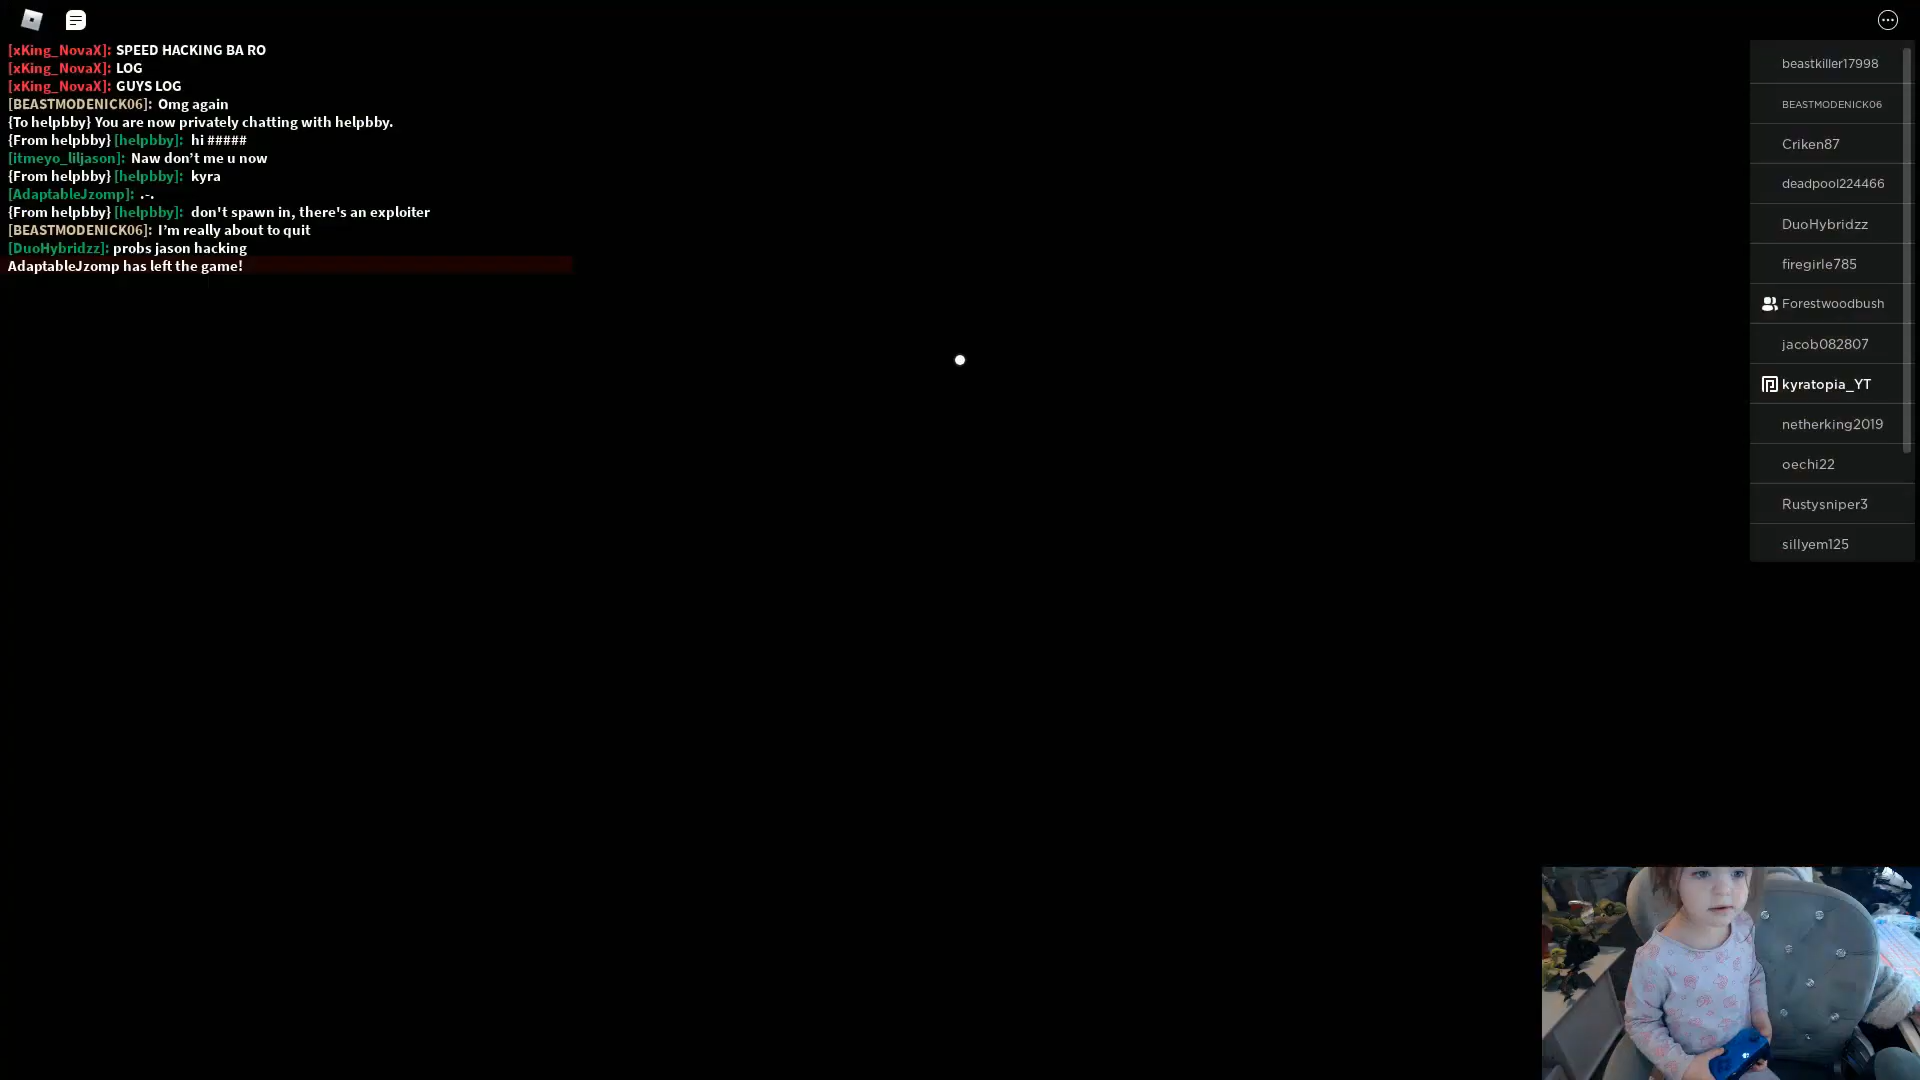 [xKing_NovaX]: SPEED HACKING BA RO
[xKing_NovaX]: LOG
[xKing_NovaX]: GUYS LOG
[BEASTMODENICK06]: Omg again
{To helpbby} You are now privately chatting with helpbby.
{From helpbby} [helpbby]: hi #####
[itmeyo_liljason]: Naw don't me u now
{From helpbby} [helpbby]: kyra
[AdaptableJzomp]: .-.
{From helpbby} [helpbby]: don't spawn in, there's an exploiter
[BEASTMODENICK06]: I'm really about to quit
[DuoHybridzz]: probs jason hacking
AdaptableJzomp has left the game!
beastkiller17998
BEASTMODENICK06
Criken87
deadpool224466
DuoHybridzz
firegirle785
Forestwoodbush
jacob082807
kyratopia_YT
netherking2019
oechi22
Rustysniper3
sillyem125